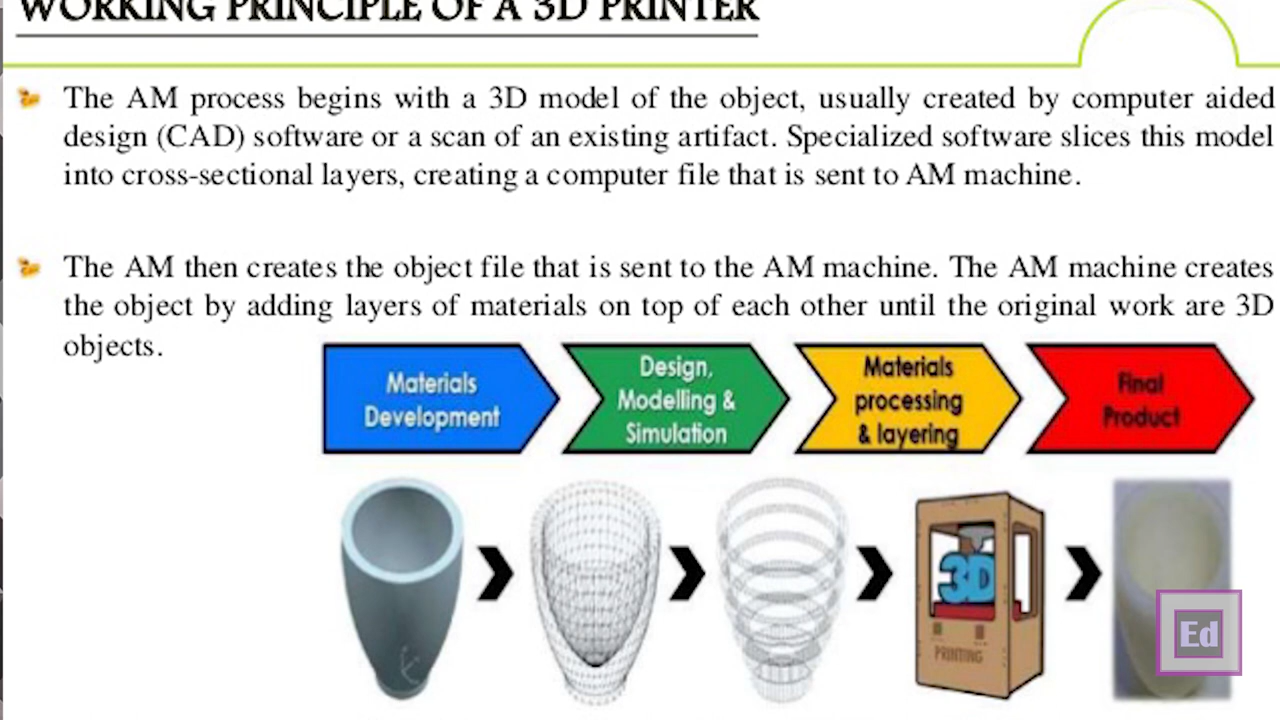 WORKING PRINCIPLE OF A 3D PRINTER
The AM process begins with a 3D model of the object, usually created by computer aided
design (CAD) software or a scan of an existing artifact. Specialized software slices this model
into cross-sectional layers, creating a computer file that is sent to AM machine.
The AM then creates the object file that is sent to the AM machine. The AM machine creates
the object by adding layers of materials on top of each other until the original work are 3D
objects.
Materials
Development
Design,
Modelling &
Simulation
Materials
processing
& layering
Final
Product
3D
PRINTING
Ed